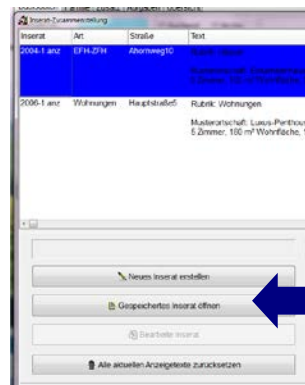 Inserat-Zusammenstellung
Inserat Art Straße Text
2004-1.anz EFH-ZFH Ahornweg10
2006-1.anz Wohnungen Hauptstraße5 Rubrik: Wohnungen
Musterortschaft: Luxus-Penthous
5 Zimmer, 180 m² Wohnfläche,
Neues Inserat erstellen
Gespeichertes Inserat öffnen
Bearbeite Inserat
Alle aktuellen Anzeigetexte zurücksetzen